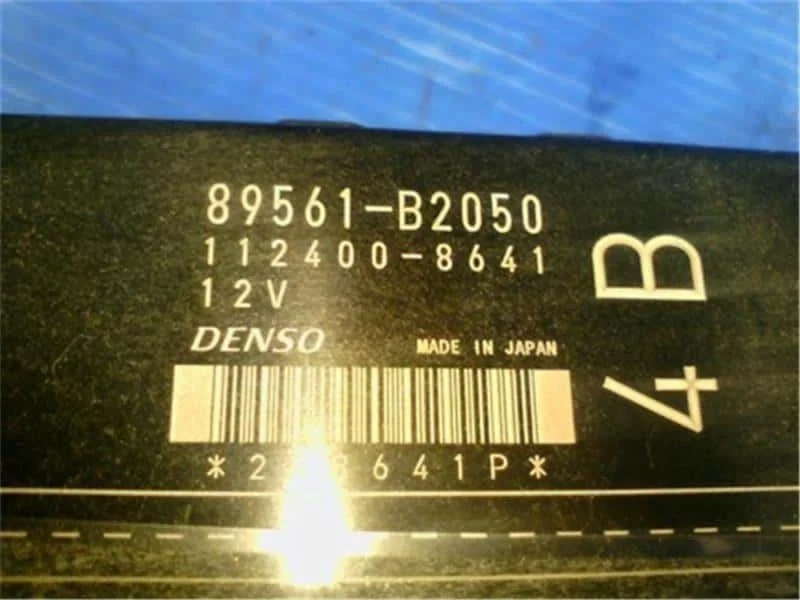 89561-B2050
112400-8641
12V
DENSO MADE IN JAPAN
4B